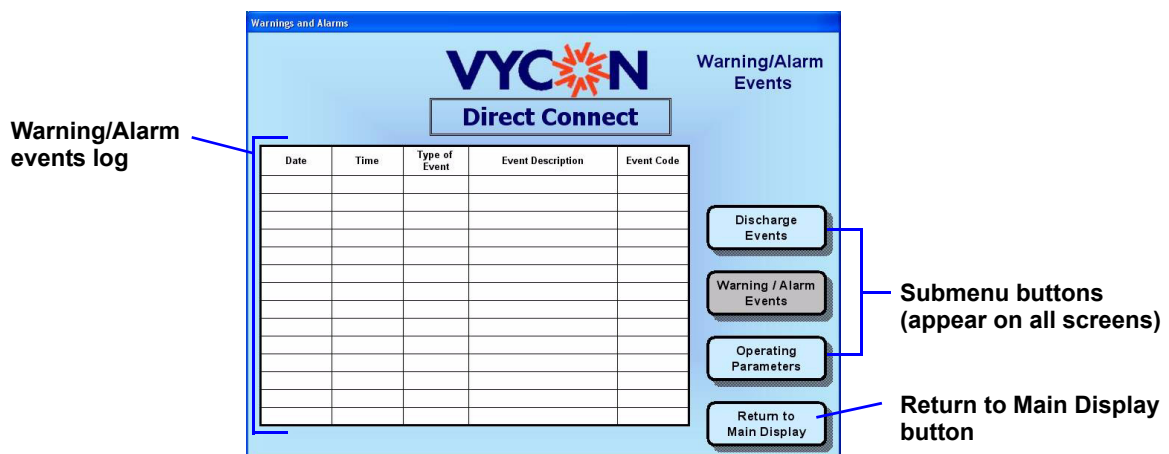 Warnings and Alarms
VYCON
Warning/Alarm
Events
Direct Connect
Warning/Alarm
events log
Date
Time
Type of
Event
Event Description
Event Code
Discharge
Events
Warning / Alarm
Events
Operating
Parameters
Return to
Main Display
Submenu buttons
(appear on all screens)
Return to Main Display
button